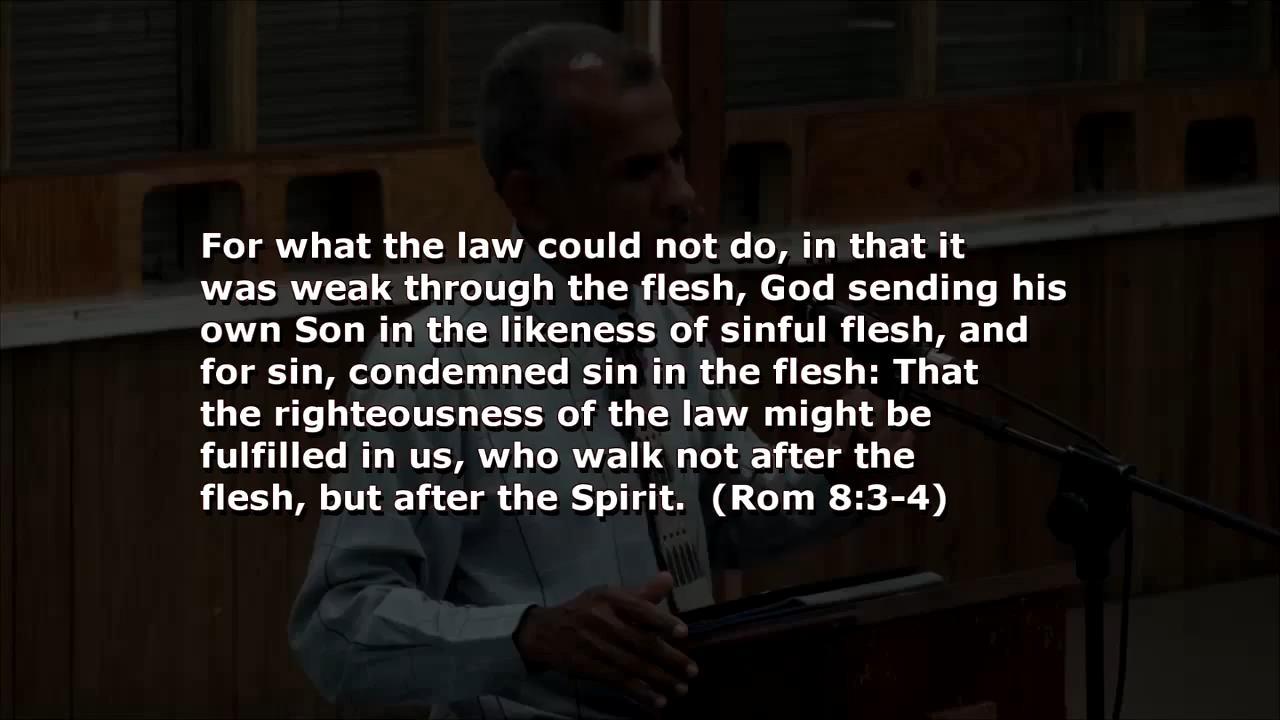 For what the law could not do, in that it
was weak through the flesh, God sending his
own Son in the likeness of sinful flesh, and
for sin, condemned sin in the flesh: That
the righteousness of the law might be
fulfilled in us, who walk not after the
flesh, but after the Spirit.  (Rom 8:3-4)